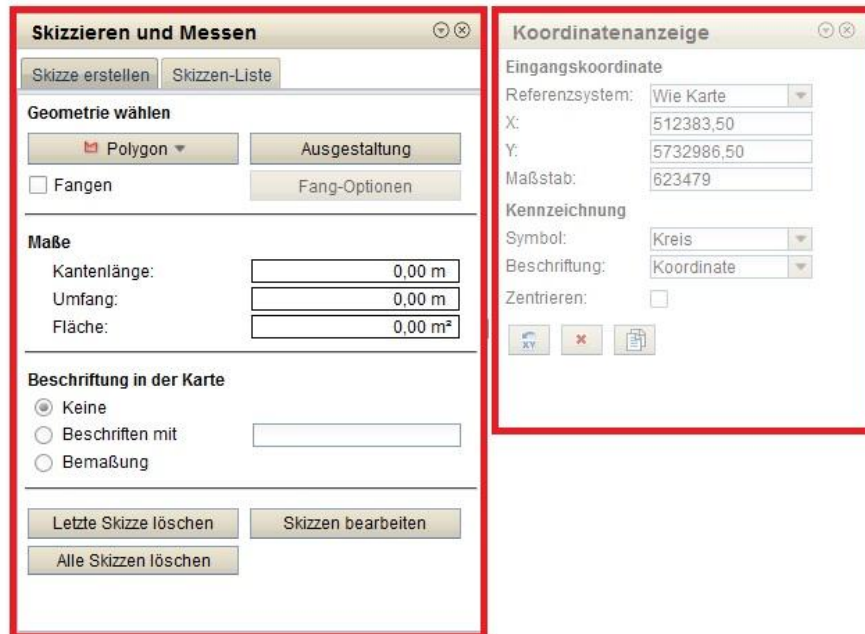 Skizzieren und Messen
Skizze erstellen Skizzen-Liste
Geometrie wählen
Polygon Ausgestaltung
Fangen Fang-Optionen
Maße
Kantenlänge: 0,00 m
Umfang: 0,00 m
Fläche: 0,00 m²
Beschriftung in der Karte
Keine
Beschriften mit
Bemaßung
Letzte Skizze löschen Skizzen bearbeiten
Alle Skizzen löschen
Koordinatenanzeige
Eingangskoordinate
Referenzsystem: Wie Karte
X: 512383,50
Y: 5732986,50
Maßstab: 623479
Kennzeichnung
Symbol: Kreis
Beschriftung: Koordinate
Zentrieren:
XY